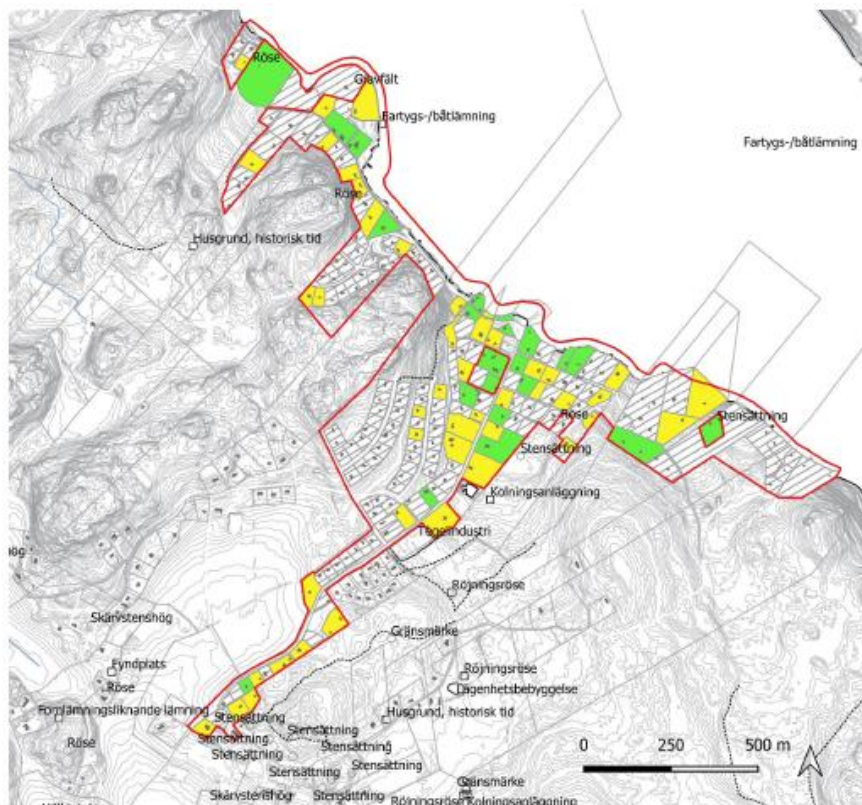 Röse
Gravfält
Fartygs-/båtlämning
Fartygs-/båtlämning
Röse
Husgrund, historisk tid
Stensättning
Röse
Stensättning
Kolningsanläggning
Tegelindustri
Röjningsröse
Skärvstenshög
Gränsmärke
Fyndplats
Röjningsröse
Röse
Lägenhetsbebyggelse
Fornlämningsliknande lämning
Husgrund, historisk tid
Stensättning
Stensättning
Stensättning
Röse
Stensättning
Stensättning
Stensättning
Stensättning
0 250 500 m
Gränsmärke
Skärvstenshög
Stensättning
Röjningsröse
Kolningsanläggning